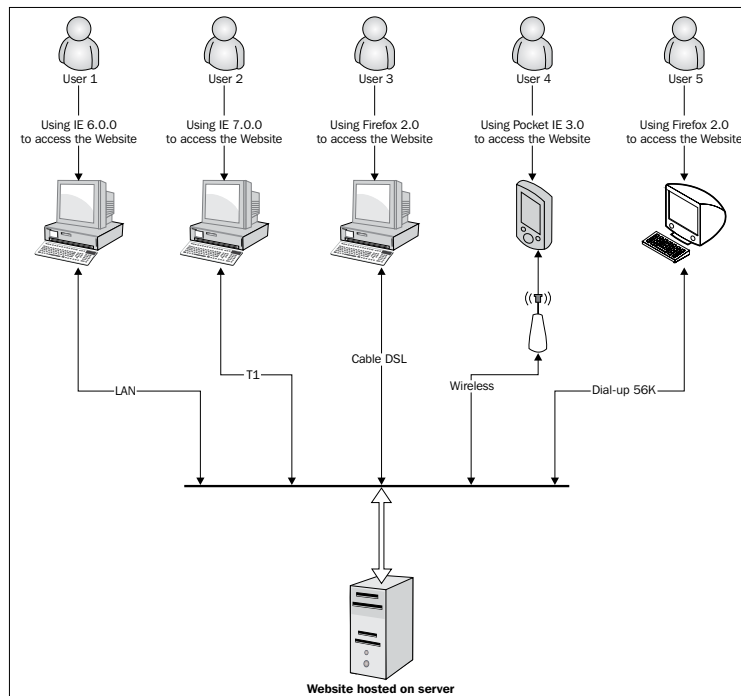 User 1
User 2
User 3
User 4
User 5
Using IE 6.0.0
to access the Website
Using IE 7.0.0
to access the Website
Using Firefox 2.0
to access the Website
Using Pocket IE 3.0
to access the Website
Using Firefox 2.0
to access the Website
LAN
T1
Cable DSL
Wireless
Dial-up 56K
Website hosted on server